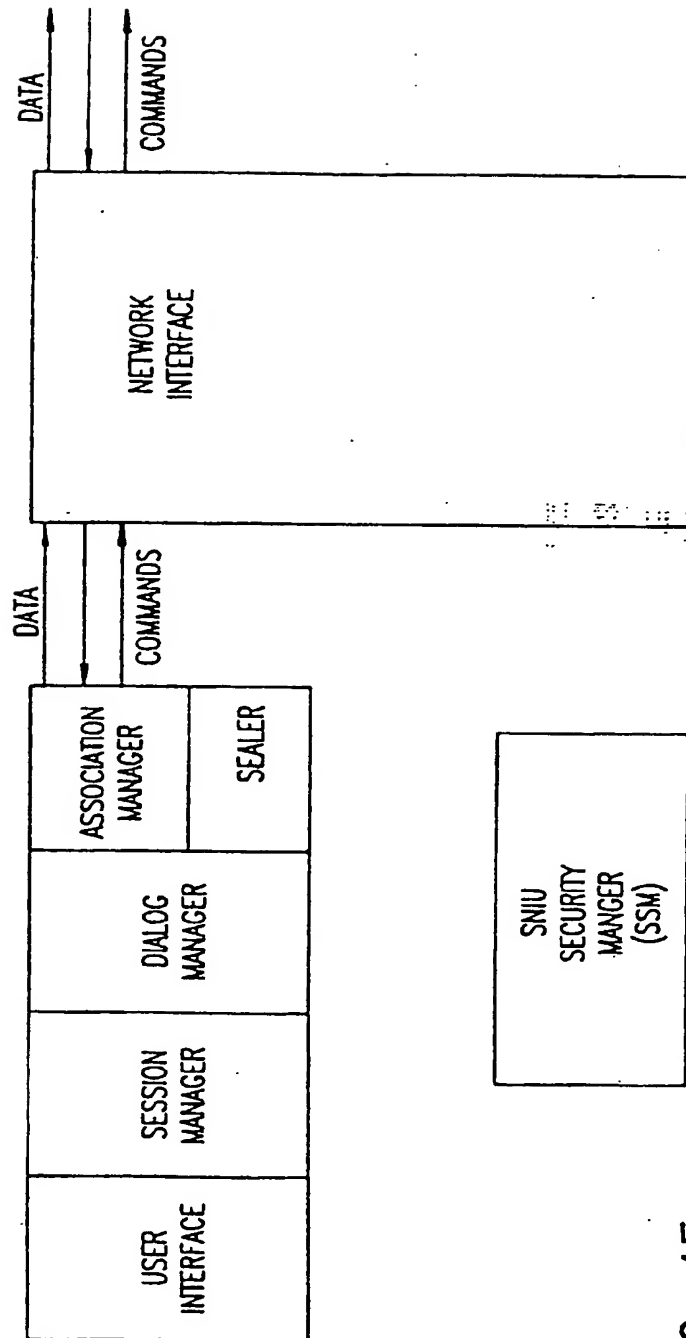 USER
INTERFACE
SESSION
MANAGER
DIALOG
MANAGER
ASSOCIATION
MANAGER
SEALER
DATA
COMMANDS
NETWORK
INTERFACE
DATA
COMMANDS
SNIU
SECURITY
MANGER
(SSM)